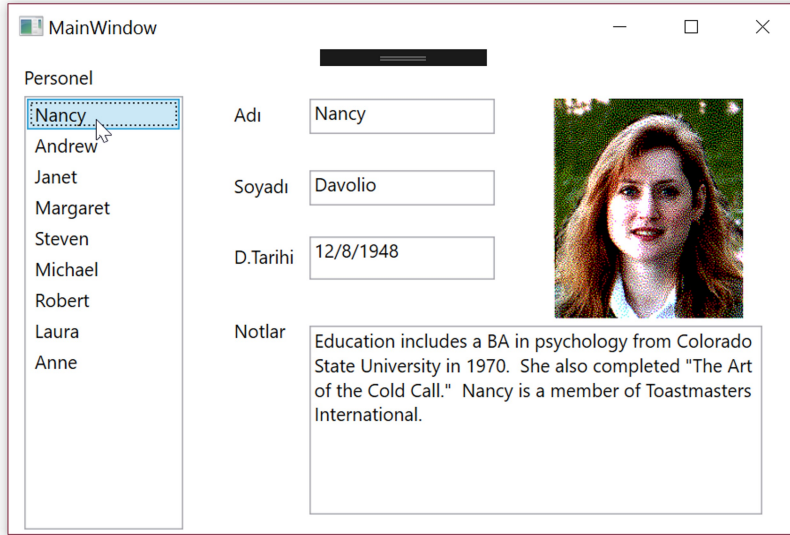 MainWindow
Personel
Nancy
Andrew
Janet
Margaret
Steven
Michael
Robert
Laura
Anne
Adı
Nancy
Soyadı
Davolio
D.Tarihi
12/8/1948
Notlar
Education includes a BA in psychology from Colorado
State University in 1970.  She also completed "The Art
of the Cold Call."  Nancy is a member of Toastmasters
International.